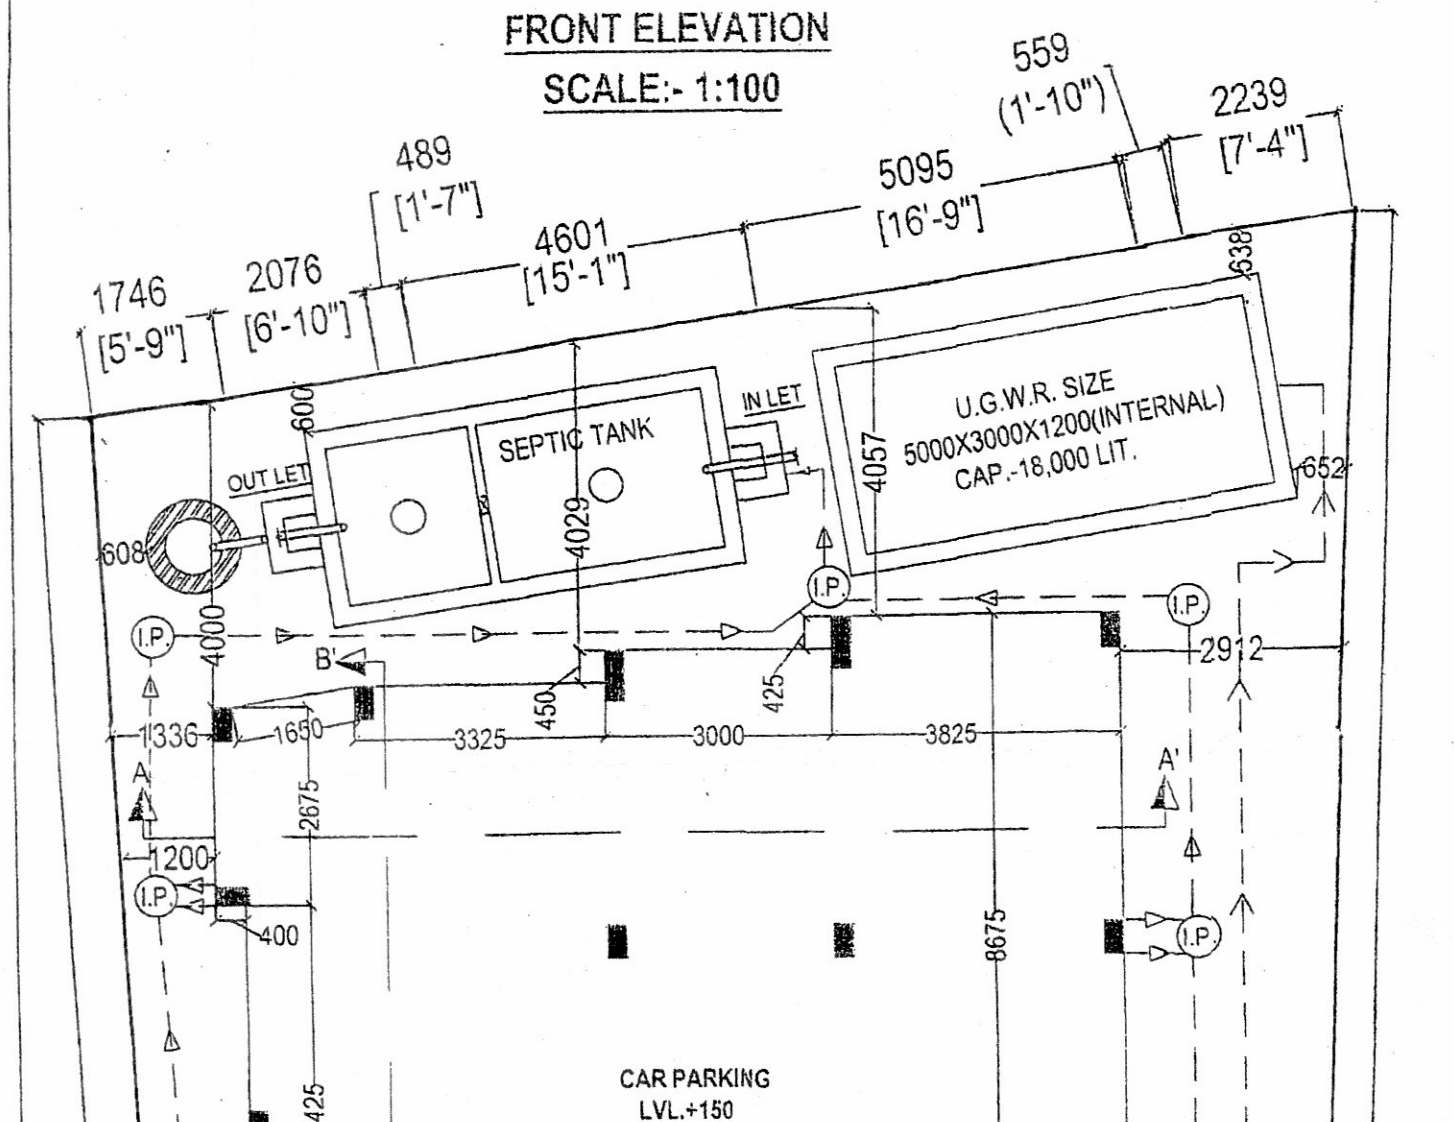 FRONT ELEVATION
SCALE:- 1:100
559
(1'-10")
2239
[7'-4"]
489
[1'-7"]
5095
[16'-9"]
4601
[15'-1"]
2076
[6'-10"]
1746
[5'-9"]
638
600
IN LET
U.G.W.R. SIZE
5000X3000X1200(INTERNAL)
CAP.-18,000 LIT.
SEPTIC TANK
4057
OUT LET
652
4029
608
I.P.
I.P.
4000
I.P.
B'
2912
425
450
1336
1650
3325
3000
3825
A
A'
2675
1200
I.P.
400
8675
I.P.
CAR PARKING
LVL.+150
425